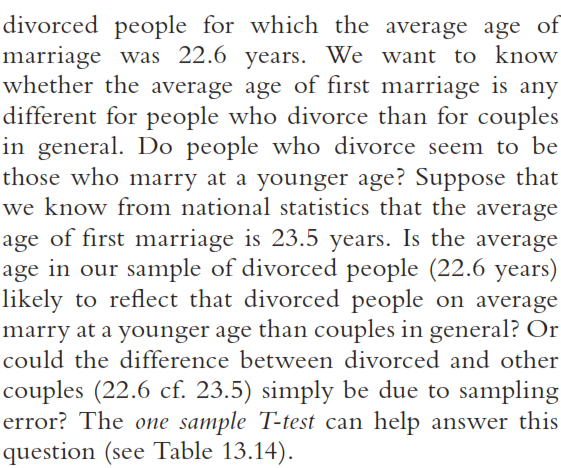 divorced people for which the average age of
marriage was 22.6 years. We want to know
whether the average age of first marriage is any
different for people who divorce than for couples
in general. Do people who divorce seem to be
those who marry at a younger age? Suppose that
we know from national statistics that the average
age of first marriage is 23.5 years. Is the average
age in our sample of divorced people (22.6 years)
likely to reflect that divorced people on average
marry at a younger age than couples in general? Or
could the difference between divorced and other
couples (22.6 cf. 23.5) simply be due to sampling
error? The one sample T-test can help answer this
question (see Table 13.14).